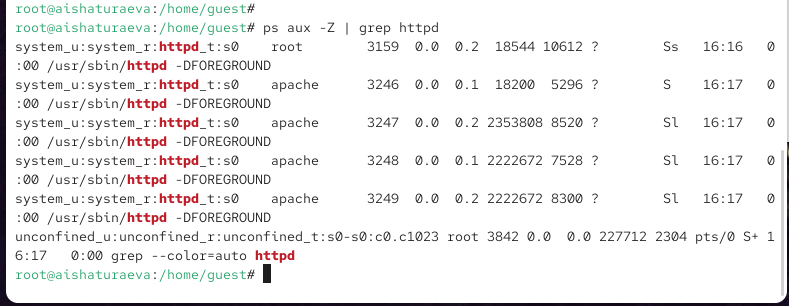 root@aishaturaeva:/home/guest#
root@aishaturaeva:/home/guest# ps aux -Z | grep httpd
system_u:system_r:httpd_t:s0    root        3159  0.0  0.2  18544 10612 ?        Ss   16:16   0
:00 /usr/sbin/httpd -DFOREGROUND
system_u:system_r:httpd_t:s0    apache      3246  0.0  0.1  18200  5296 ?        S    16:17   0
:00 /usr/sbin/httpd -DFOREGROUND
system_u:system_r:httpd_t:s0    apache      3247  0.0  0.2 2353808 8520 ?        Sl   16:17   0
:00 /usr/sbin/httpd -DFOREGROUND
system_u:system_r:httpd_t:s0    apache      3248  0.0  0.1 2222672 7528 ?        Sl   16:17   0
:00 /usr/sbin/httpd -DFOREGROUND
system_u:system_r:httpd_t:s0    apache      3249  0.0  0.2 2222672 8300 ?        Sl   16:17   0
:00 /usr/sbin/httpd -DFOREGROUND
unconfined_u:unconfined_r:unconfined_t:s0-s0:c0.c1023 root 3842 0.0  0.0 227712 2304 pts/0 S+ 1
6:17   0:00 grep --color=auto httpd
root@aishaturaeva:/home/guest#